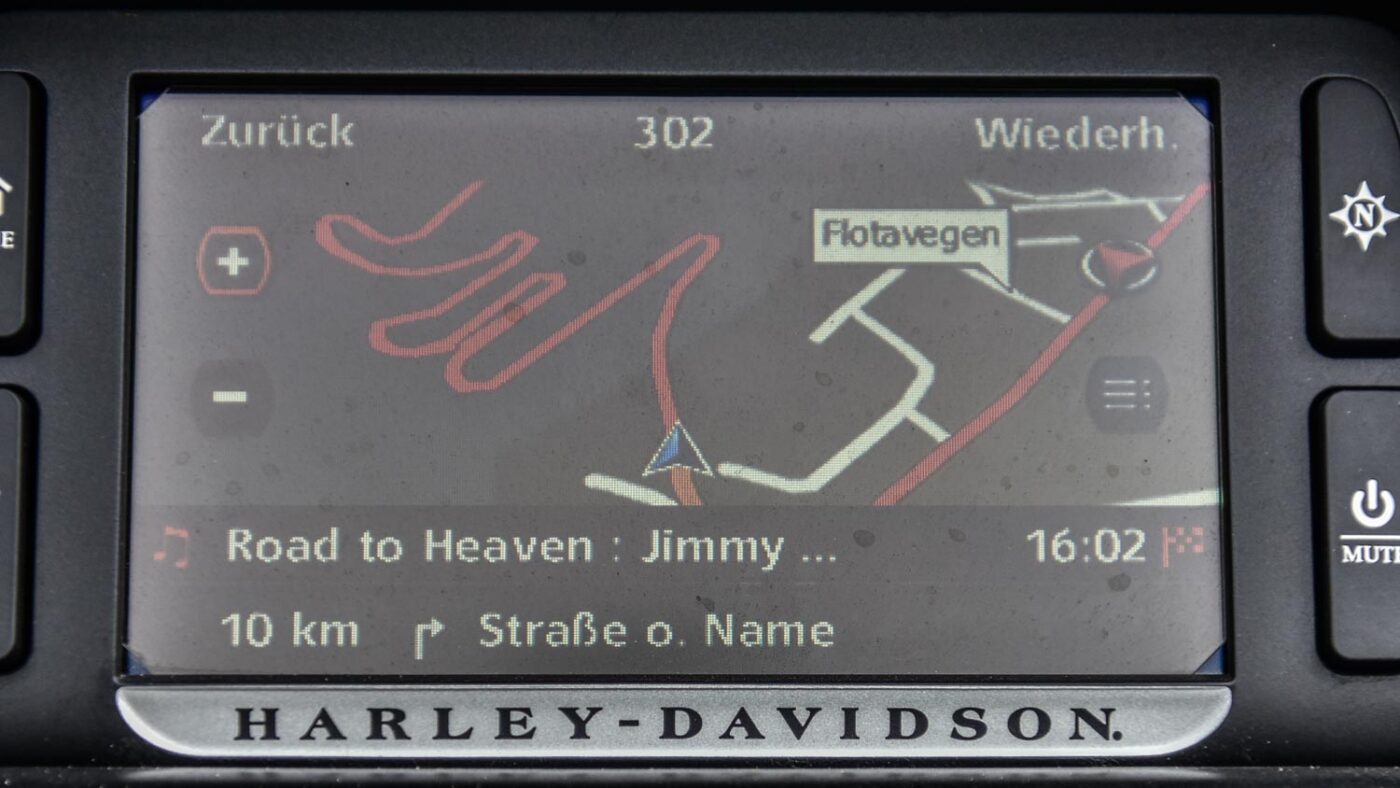 Zurück 302 Wiederh.
Flotavegen
N
Road to Heaven : Jimmy ... 16:02
10 km Straße o. Name
HARLEY-DAVIDSON.